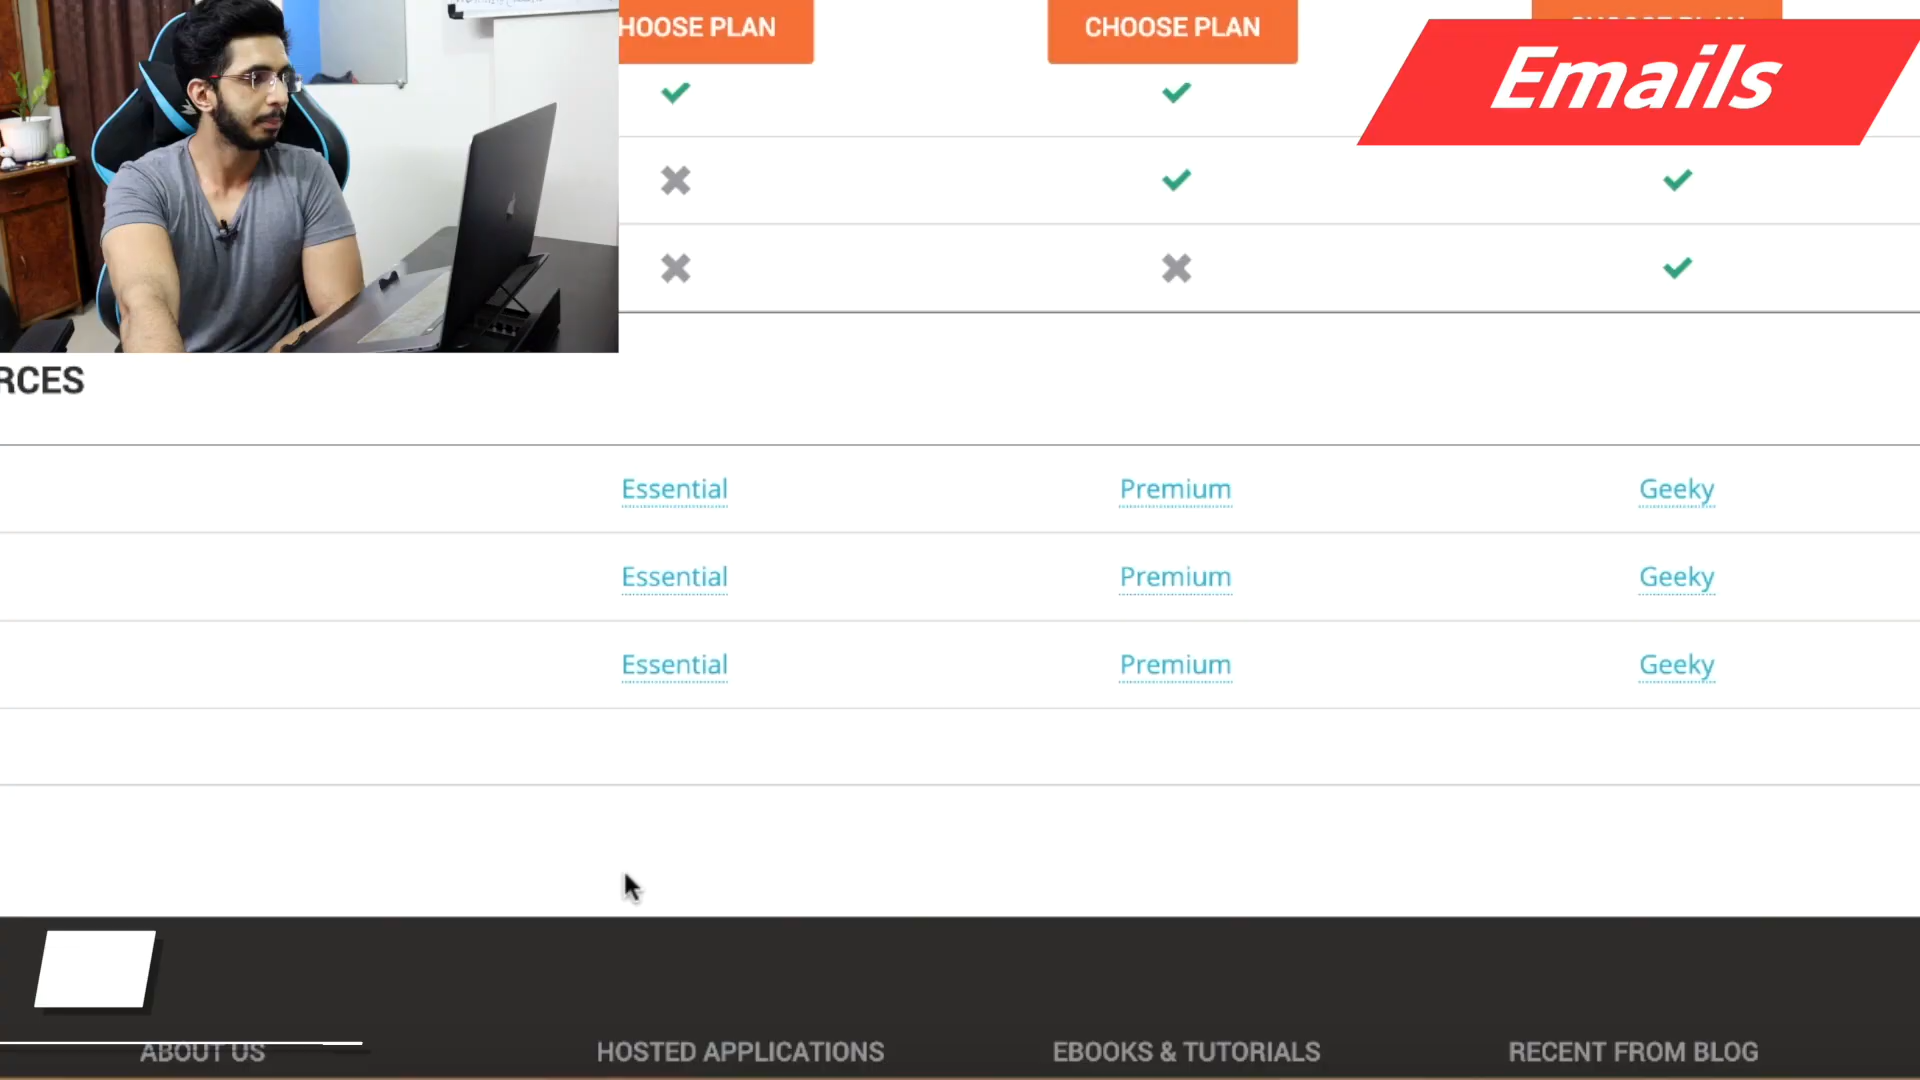 HOOSE PLAN
CHOOSE PLAN
Emails
RCES
Essential Premium Geeky
Essential Premium Geeky
Essential Premium Geeky
ABOUT US HOSTED APPLICATIONS EBOOKS & TUTORIALS RECENT FROM BLOG